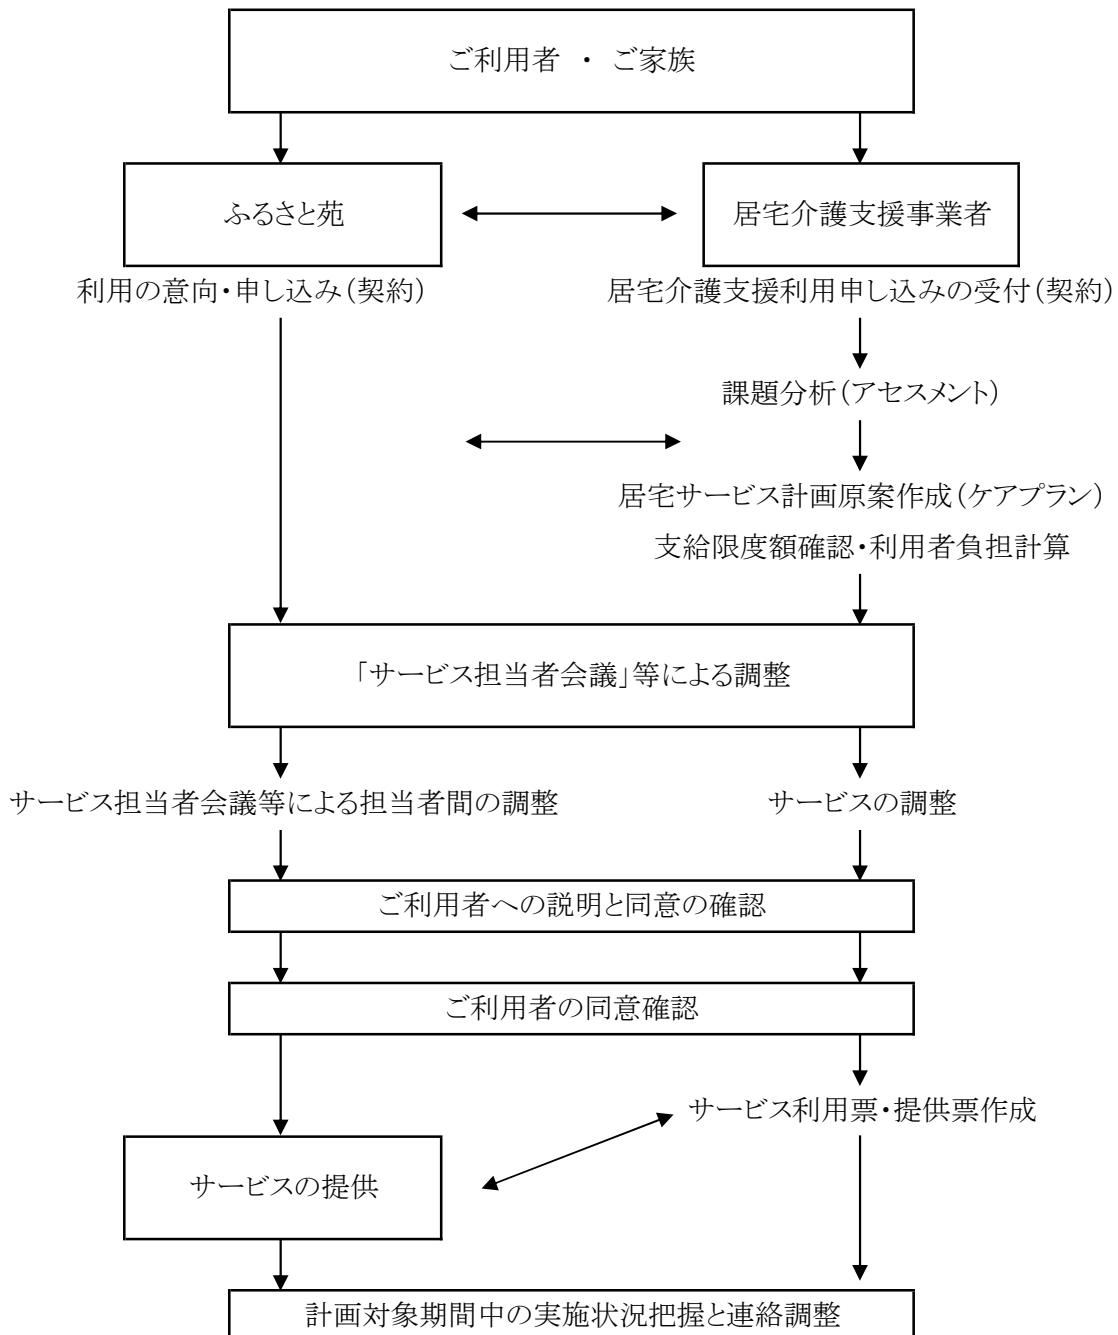 ご利用者 ・ ご家族
ふるさと苑
居宅介護支援事業者
利用の意向・申し込み(契約)
居宅介護支援利用申し込みの受付(契約)
課題分析(アセスメント)
居宅サービス計画原案作成(ケアプラン)
支給限度額確認・利用者負担計算
「サービス担当者会議」等による調整
サービス担当者会議等による担当者間の調整
サービスの調整
ご利用者への説明と同意の確認
ご利用者の同意確認
サービス利用票・提供票作成
サービスの提供
計画対象期間中の実施状況把握と連絡調整